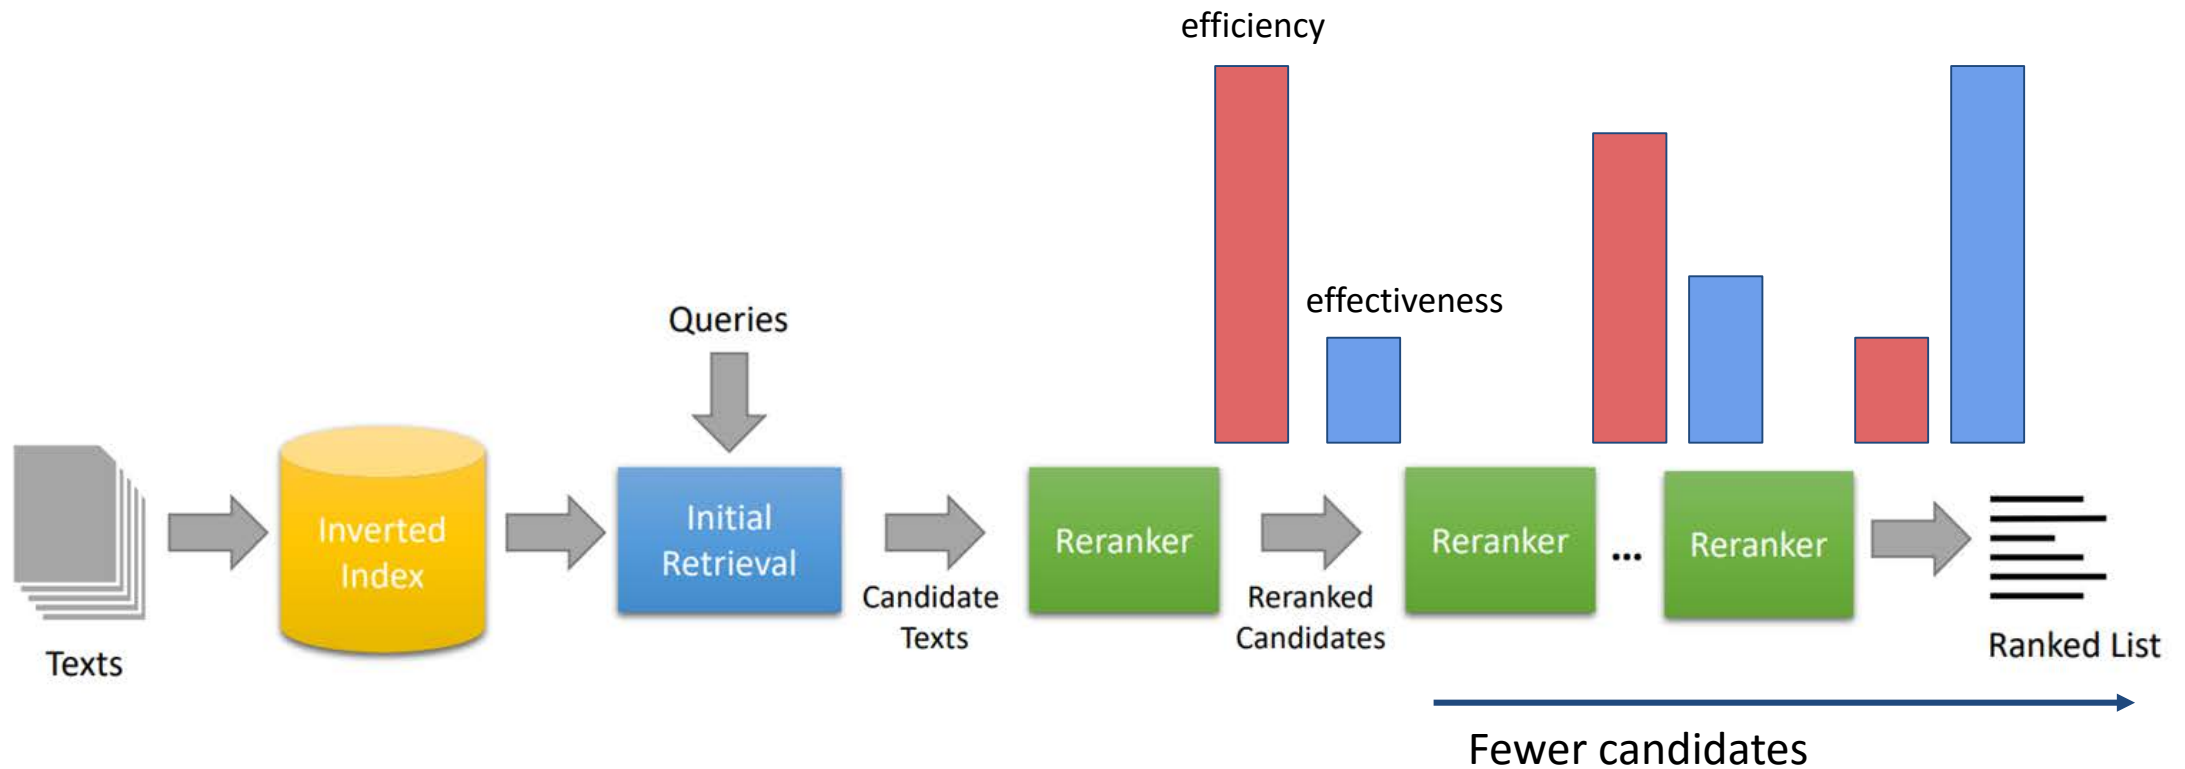 efficiency
effectiveness
Queries
Texts
Inverted
Index
Initial
Retrieval
Candidate
Texts
Reranker
Reranked
Candidates
Reranker
...
Reranker
Ranked List
Fewer candidates